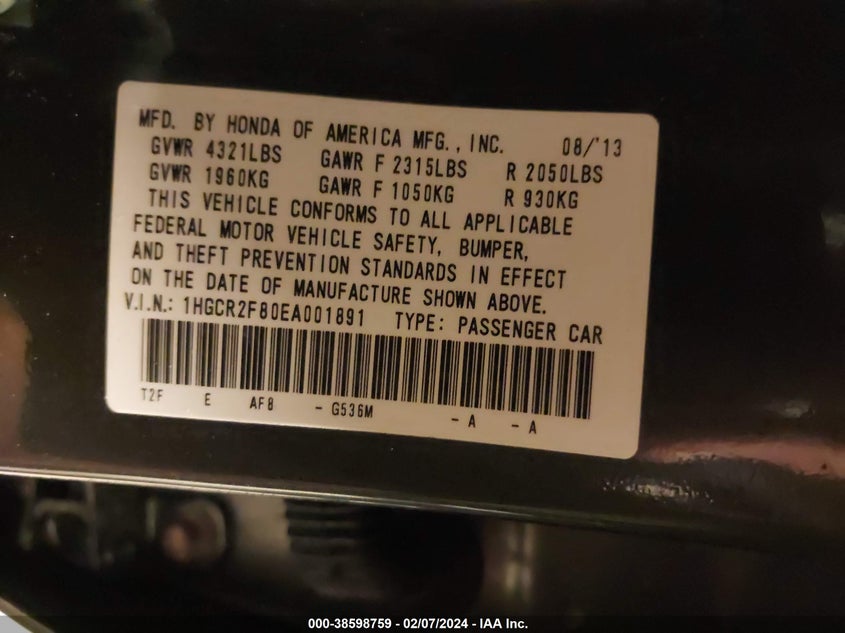 MFD. BY HONDA OF AMERICA MFG., INC. 08/'13
GVWR 4321LBS GAWR F 2315LBS R 2050LBS
GVWR 1960KG GAWR F 1050KG R 930KG
THIS VEHICLE CONFORMS TO ALL APPLICABLE
FEDERAL MOTOR VEHICLE SAFETY, BUMPER,
AND THEFT PREVENTION STANDARDS IN EFFECT
ON THE DATE OF MANUFACTURE SHOWN ABOVE.
V.I.N.: 1HGCR2F80EA001891 TYPE: PASSENGER CAR
T2F E AF8 - G536M - A - A
000-38598759 - 02/07/2024 - IAA Inc.